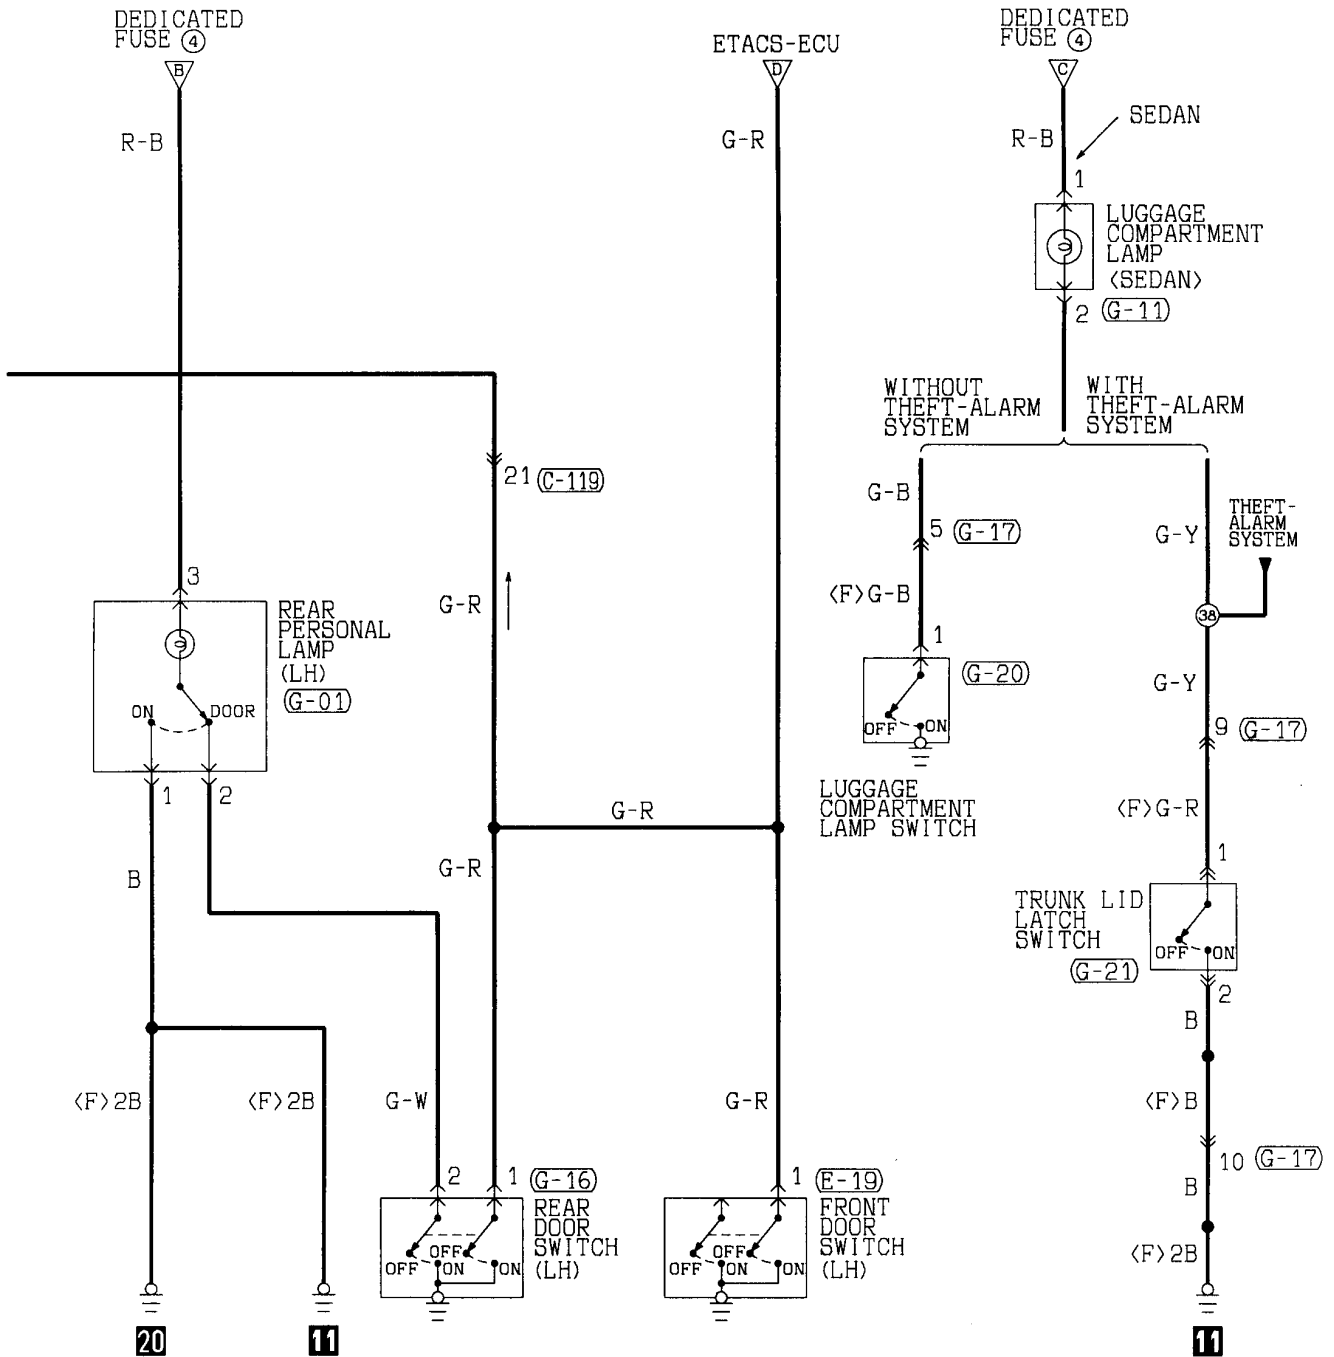 DEDICATED
FUSE ④
B
R-B
ETACS-ECU
D
G-R
DEDICATED
FUSE ④
C
R-B
SEDAN
1
LUGGAGE
COMPARTMENT
LAMP
<SEDAN>
2 (G-11)
WITHOUT
THEFT-ALARM
SYSTEM
WITH
THEFT-ALARM
SYSTEM
21 (C-119)
G-B
5 (G-17)
<F>G-B
1
(G-20)
OFF
ON
LUGGAGE
COMPARTMENT
LAMP SWITCH
G-Y
THEFT-
ALARM
SYSTEM
38
G-Y
9 (G-17)
<F>G-R
1
TRUNK LID
LATCH
SWITCH
(G-21)
OFF
ON
2
B
<F>B
10 (G-17)
B
<F>2B
11
3
REAR
PERSONAL
LAMP
(LH)
(G-01)
ON
DOOR
1
2
G-R
G-R
G-R
B
<F>2B
<F>2B
G-W
G-R
20
11
2
1 (G-16)
REAR
DOOR
SWITCH
(LH)
OFF
OFF
ON
ON
1 (E-19)
FRONT
DOOR
SWITCH
(LH)
OFF
OFF
ON
ON